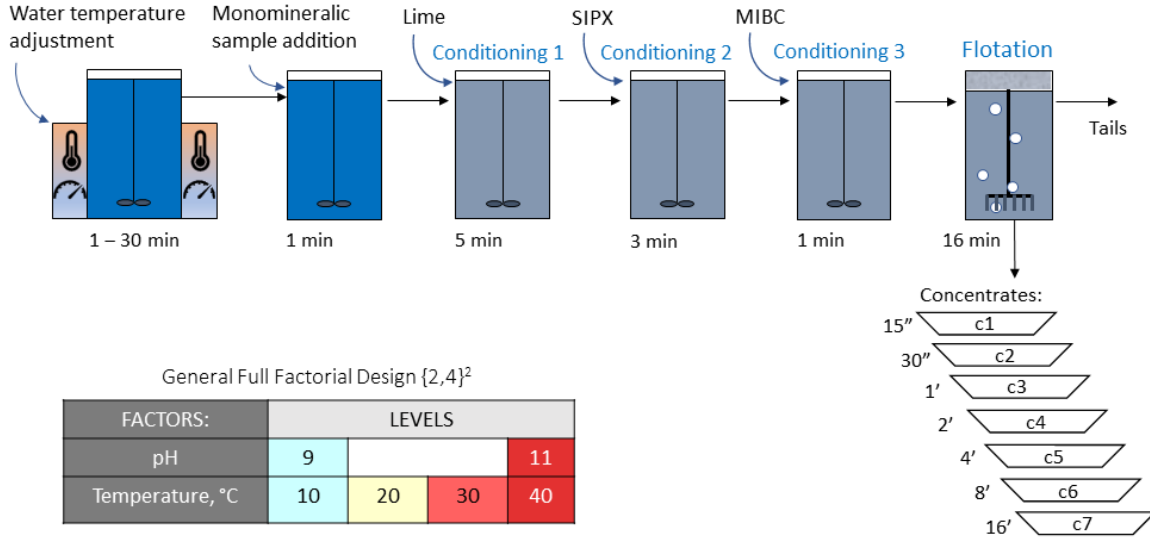 Water temperature
adjustment
Monomineralic
sample addition
Lime
Conditioning 1
SIPX
Conditioning 2
MIBC
Conditioning 3
Flotation
Tails
1 – 30 min
1 min
5 min
3 min
1 min
16 min
Concentrates:
15” c1
30” c2
1’ c3
2’ c4
4’ c5
8’ c6
16’ c7
General Full Factorial Design {2,4}²
FACTORS: LEVELS
pH 9 11
Temperature, °C 10 20 30 40